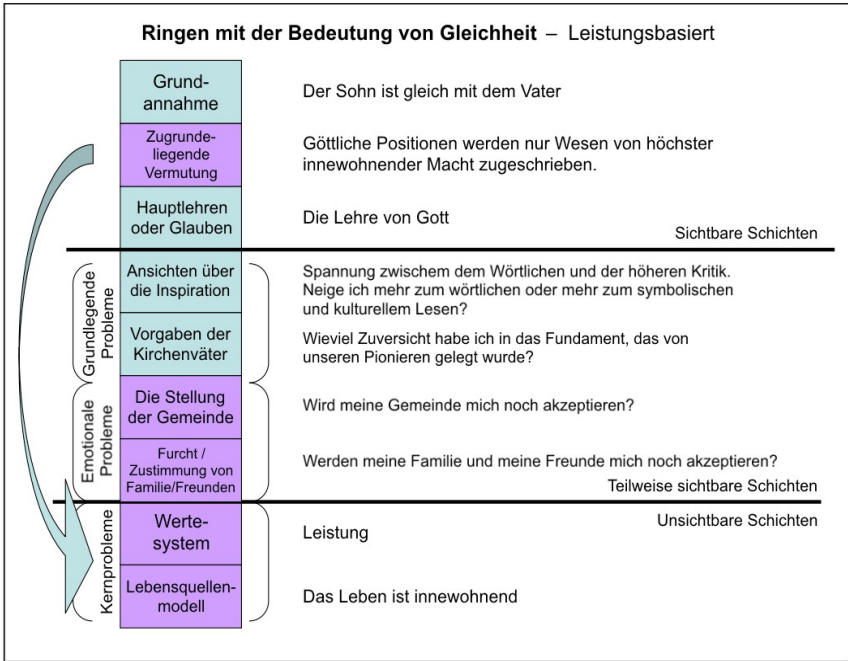 Ringen mit der Bedeutung von Gleichheit – Leistungsbasiert
Grund-
annahme
Der Sohn ist gleich mit dem Vater
Zugrunde-
liegende
Vermutung
Göttliche Positionen werden nur Wesen von höchster
innewohnender Macht zugeschrieben.
Hauptlehren
oder Glauben
Die Lehre von Gott
Sichtbare Schichten
Grundlegende
Probleme
Ansichten über
die Inspiration
Spannung zwischem dem Wörtlichen und der höheren Kritik.
Neige ich mehr zum wörtlichen oder mehr zum symbolischen
und kulturellem Lesen?
Vorgaben der
Kirchenväter
Wieviel Zuversicht habe ich in das Fundament, das von
unseren Pionieren gelegt wurde?
Emotionale
Probleme
Die Stellung
der Gemeinde
Wird meine Gemeinde mich noch akzeptieren?
Furcht /
Zustimmung von
Familie/Freunden
Werden meine Familie und meine Freunde mich noch akzeptieren?
Teilweise sichtbare Schichten
Unsichtbare Schichten
Kernprobleme
Werte-
system
Leistung
Lebensquellen-
modell
Das Leben ist innewohnend